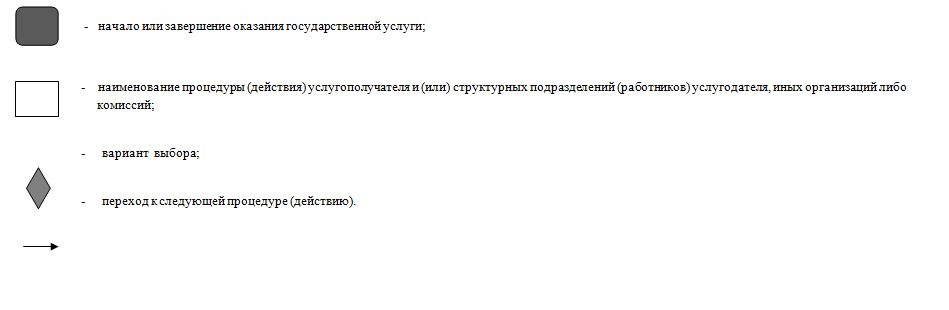 - начало или завершение оказания государственной услуги;
- наименование процедуры (действия) услугополучателя и (или) структурных подразделений (работников) услугодателя, иных организаций либо
комиссий;
- вариант выбора;
- переход к следующей процедуре (действию).